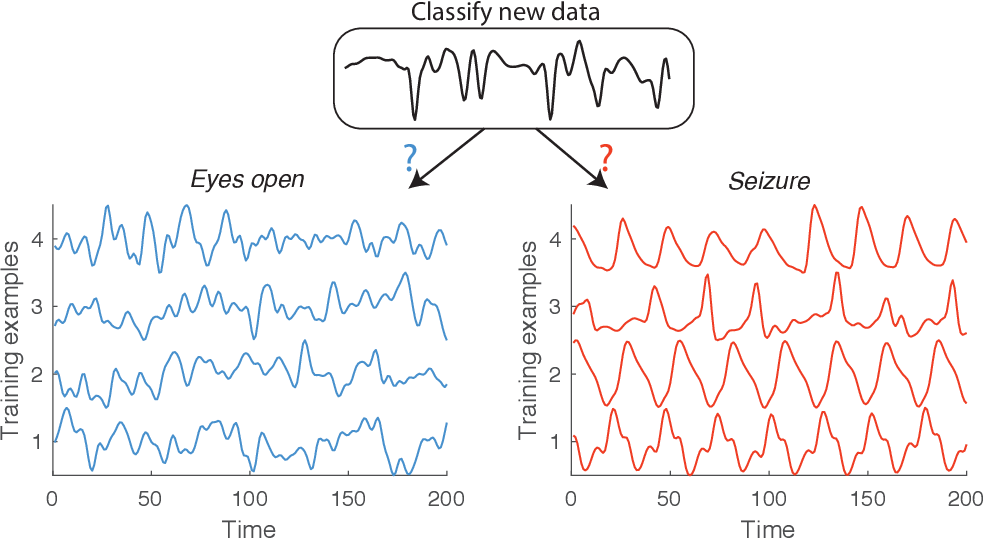 Classify new data
? ?
Eyes open
Training examples
4
3
2
1
0 50 100 150 200
Time
Seizure
Training examples
4
3
2
1
0 50 100 150 200
Time